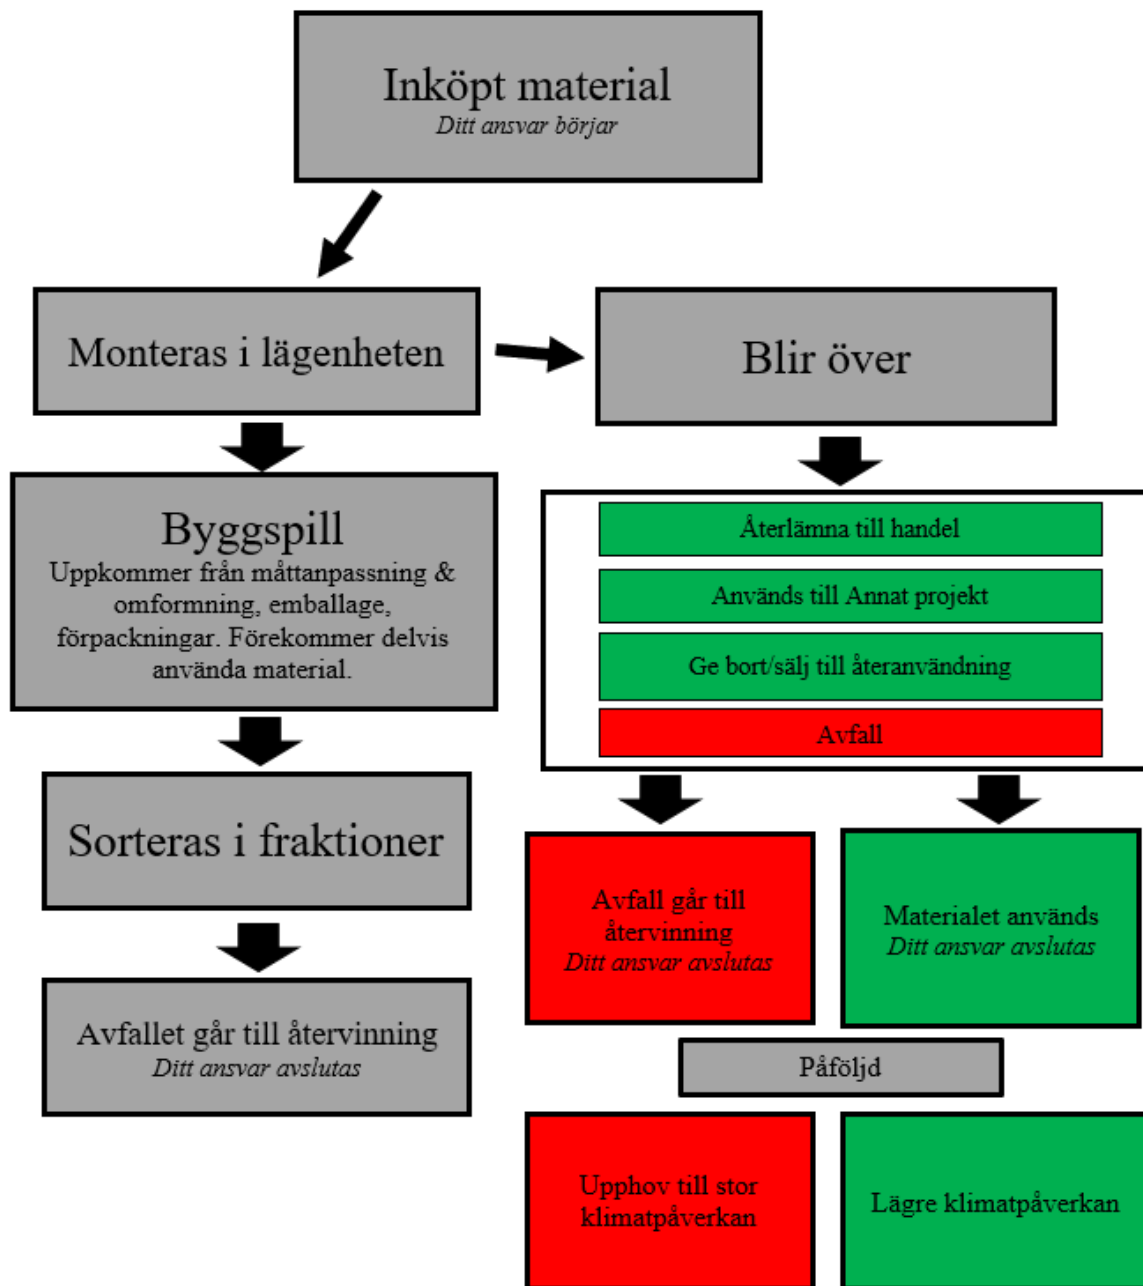 Inköpt material
Ditt ansvar börjar
Monteras i lägenheten
Blir över
Byggspill
Uppkommer från måttanpassning &
omformning, emballage,
förpackningar. Förekommer delvis
använda material.
Sorteras i fraktioner
Avfallet går till återvinning
Ditt ansvar avslutas
Återlämna till handel
Används till Annat projekt
Ge bort/sälj till återanvändning
Avfall
Avfall går till
återvinning
Ditt ansvar avslutas
Materialet används
Ditt ansvar avslutas
Påföljd
Upphov till stor
klimatpåverkan
Lägre klimatpåverkan